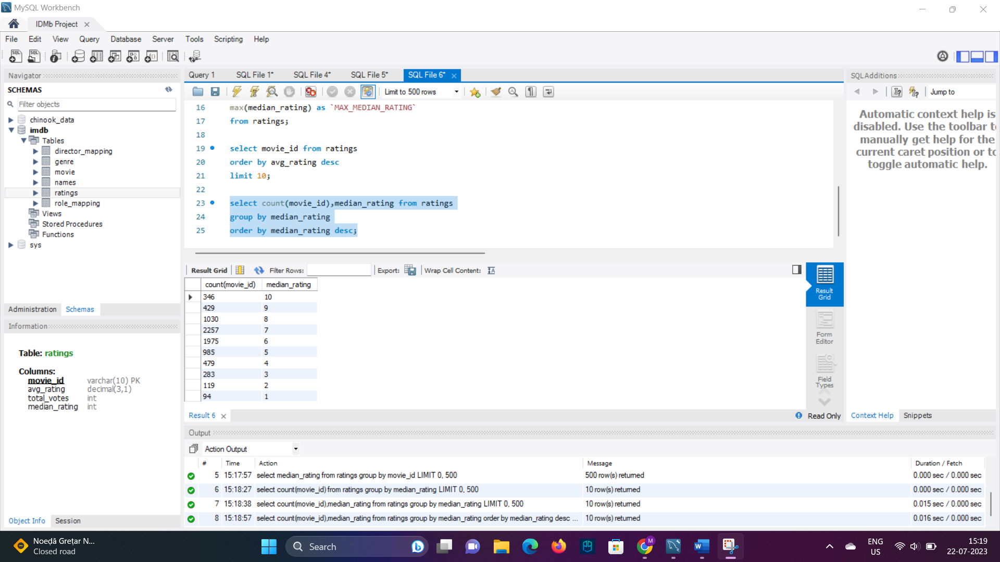 MySQL Workbench
IDMb Project
File Edit View Query Database Server Tools Scripting Help
Navigator
SCHEMAS
Filter objects
chinook_data
imdb
Tables
director_mapping
genre
movie
names
ratings
role_mapping
Views
Stored Procedures
Functions
sys
Administration Schemas
Information
Table: ratings
Columns:
movie_id varchar(10) PK
avg_rating decimal(3,1)
total_votes int
median_rating int
Object Info Session
Query 1 SQL File 1* SQL File 4* SQL File 5* SQL File 6*
Limit to 500 rows
16 max(median_rating) as `MAX_MEDIAN_RATING`
17 from ratings;
18
19 select movie_id from ratings
20 order by avg_rating desc
21 limit 10;
22
23 select count(movie_id),median_rating from ratings
24 group by median_rating
25 order by median_rating desc;
Result Grid Filter Rows: Export: Wrap Cell Content:
count(movie_id) median_rating
346 10
429 9
1030 8
2257 7
1975 6
985 5
479 4
283 3
119 2
94 1
Result Grid
Form Editor
Field Types
Result 6
Read Only
SQLAdditions
Jump to
Automatic context help is
disabled. Use the toolbar t
manually get help for the
current caret position or to
toggle automatic help.
Context Help Snippets
Output
Action Output
# Time Action Message Duration / Fetch
5 15:17:57 select median_rating from ratings group by movie_id LIMIT 0, 500 500 row(s) returned 0.000 sec / 0.000 sec
6 15:18:27 select count(movie_id) from ratings group by median_rating LIMIT 0, 500 10 row(s) returned 0.000 sec / 0.000 sec
7 15:18:38 select count(movie_id),median_rating from ratings group by median_rating LIMIT 0, 500 10 row(s) returned 0.015 sec / 0.000 sec
8 15:18:57 select count(movie_id),median_rating from ratings group by median_rating order by median_rating desc ... 10 row(s) returned 0.016 sec / 0.000 sec
Noeḍā Greṭar N...
Closed road
Search
ENG
US
15:19
22-07-2023